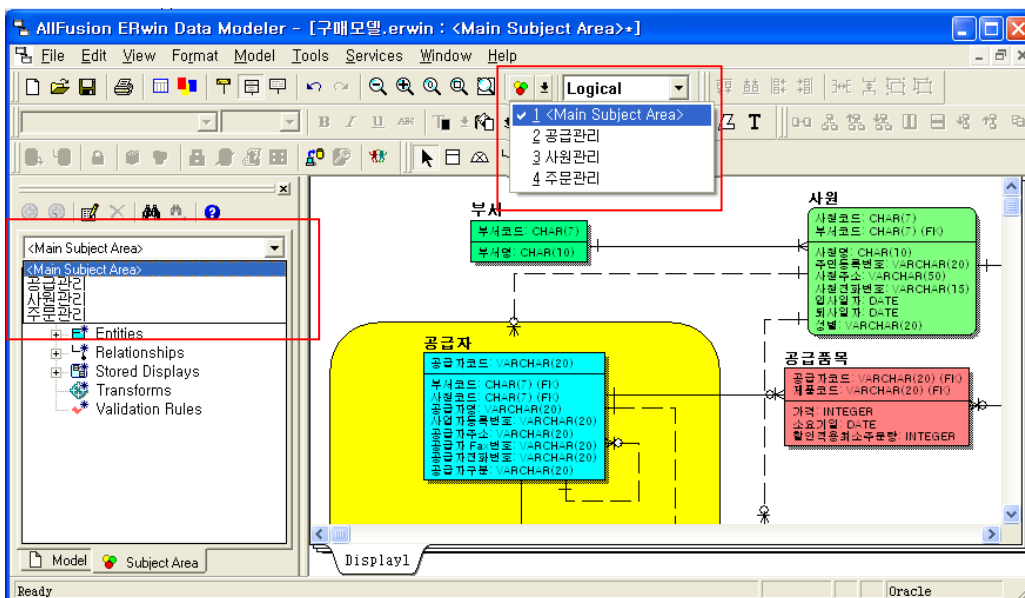 AllFusion ERwin Data Modeler - [구매모델.erwin : <Main Subject Area>*]
File Edit View Format Model Tools Services Window Help
Logical
B I U ABC T
T
✓ 1 <Main Subject Area>
2 공급관리
3 사원관리
4 주문관리
<Main Subject Area>
<Main Subject Area>
공급관리
사원관리
주문관리
Entities
Relationships
Stored Displays
Transforms
Validation Rules
Model
Subject Area
부서
부서코드: CHAR(7)
부서명: CHAR(10)
사원
사원코드: CHAR(7)
부서코드: CHAR(7) (FK)
사원명: CHAR(10)
주민등록번호: VARCHAR(20)
사원주소: VARCHAR(50)
사원전화번호: VARCHAR(15)
입사일자: DATE
퇴사일자: DATE
성별: VARCHAR(20)
공급자
공급자코드: VARCHAR(20)
부서코드: CHAR(7) (FK)
사원코드: CHAR(7) (FK)
공급자명: VARCHAR(20)
사업자등록번호: VARCHAR(20)
공급자주소: VARCHAR(20)
공급자 Fax번호: VARCHAR(20)
공급자전화번호: VARCHAR(20)
공급자구분: VARCHAR(20)
공급품목
공급자코드: VARCHAR(20) (FK)
제품코드: VARCHAR(20) (FK)
가격: INTEGER
소요기일: DATE
할인적용최소주문량: INTEGER
Display1
Ready
Oracle